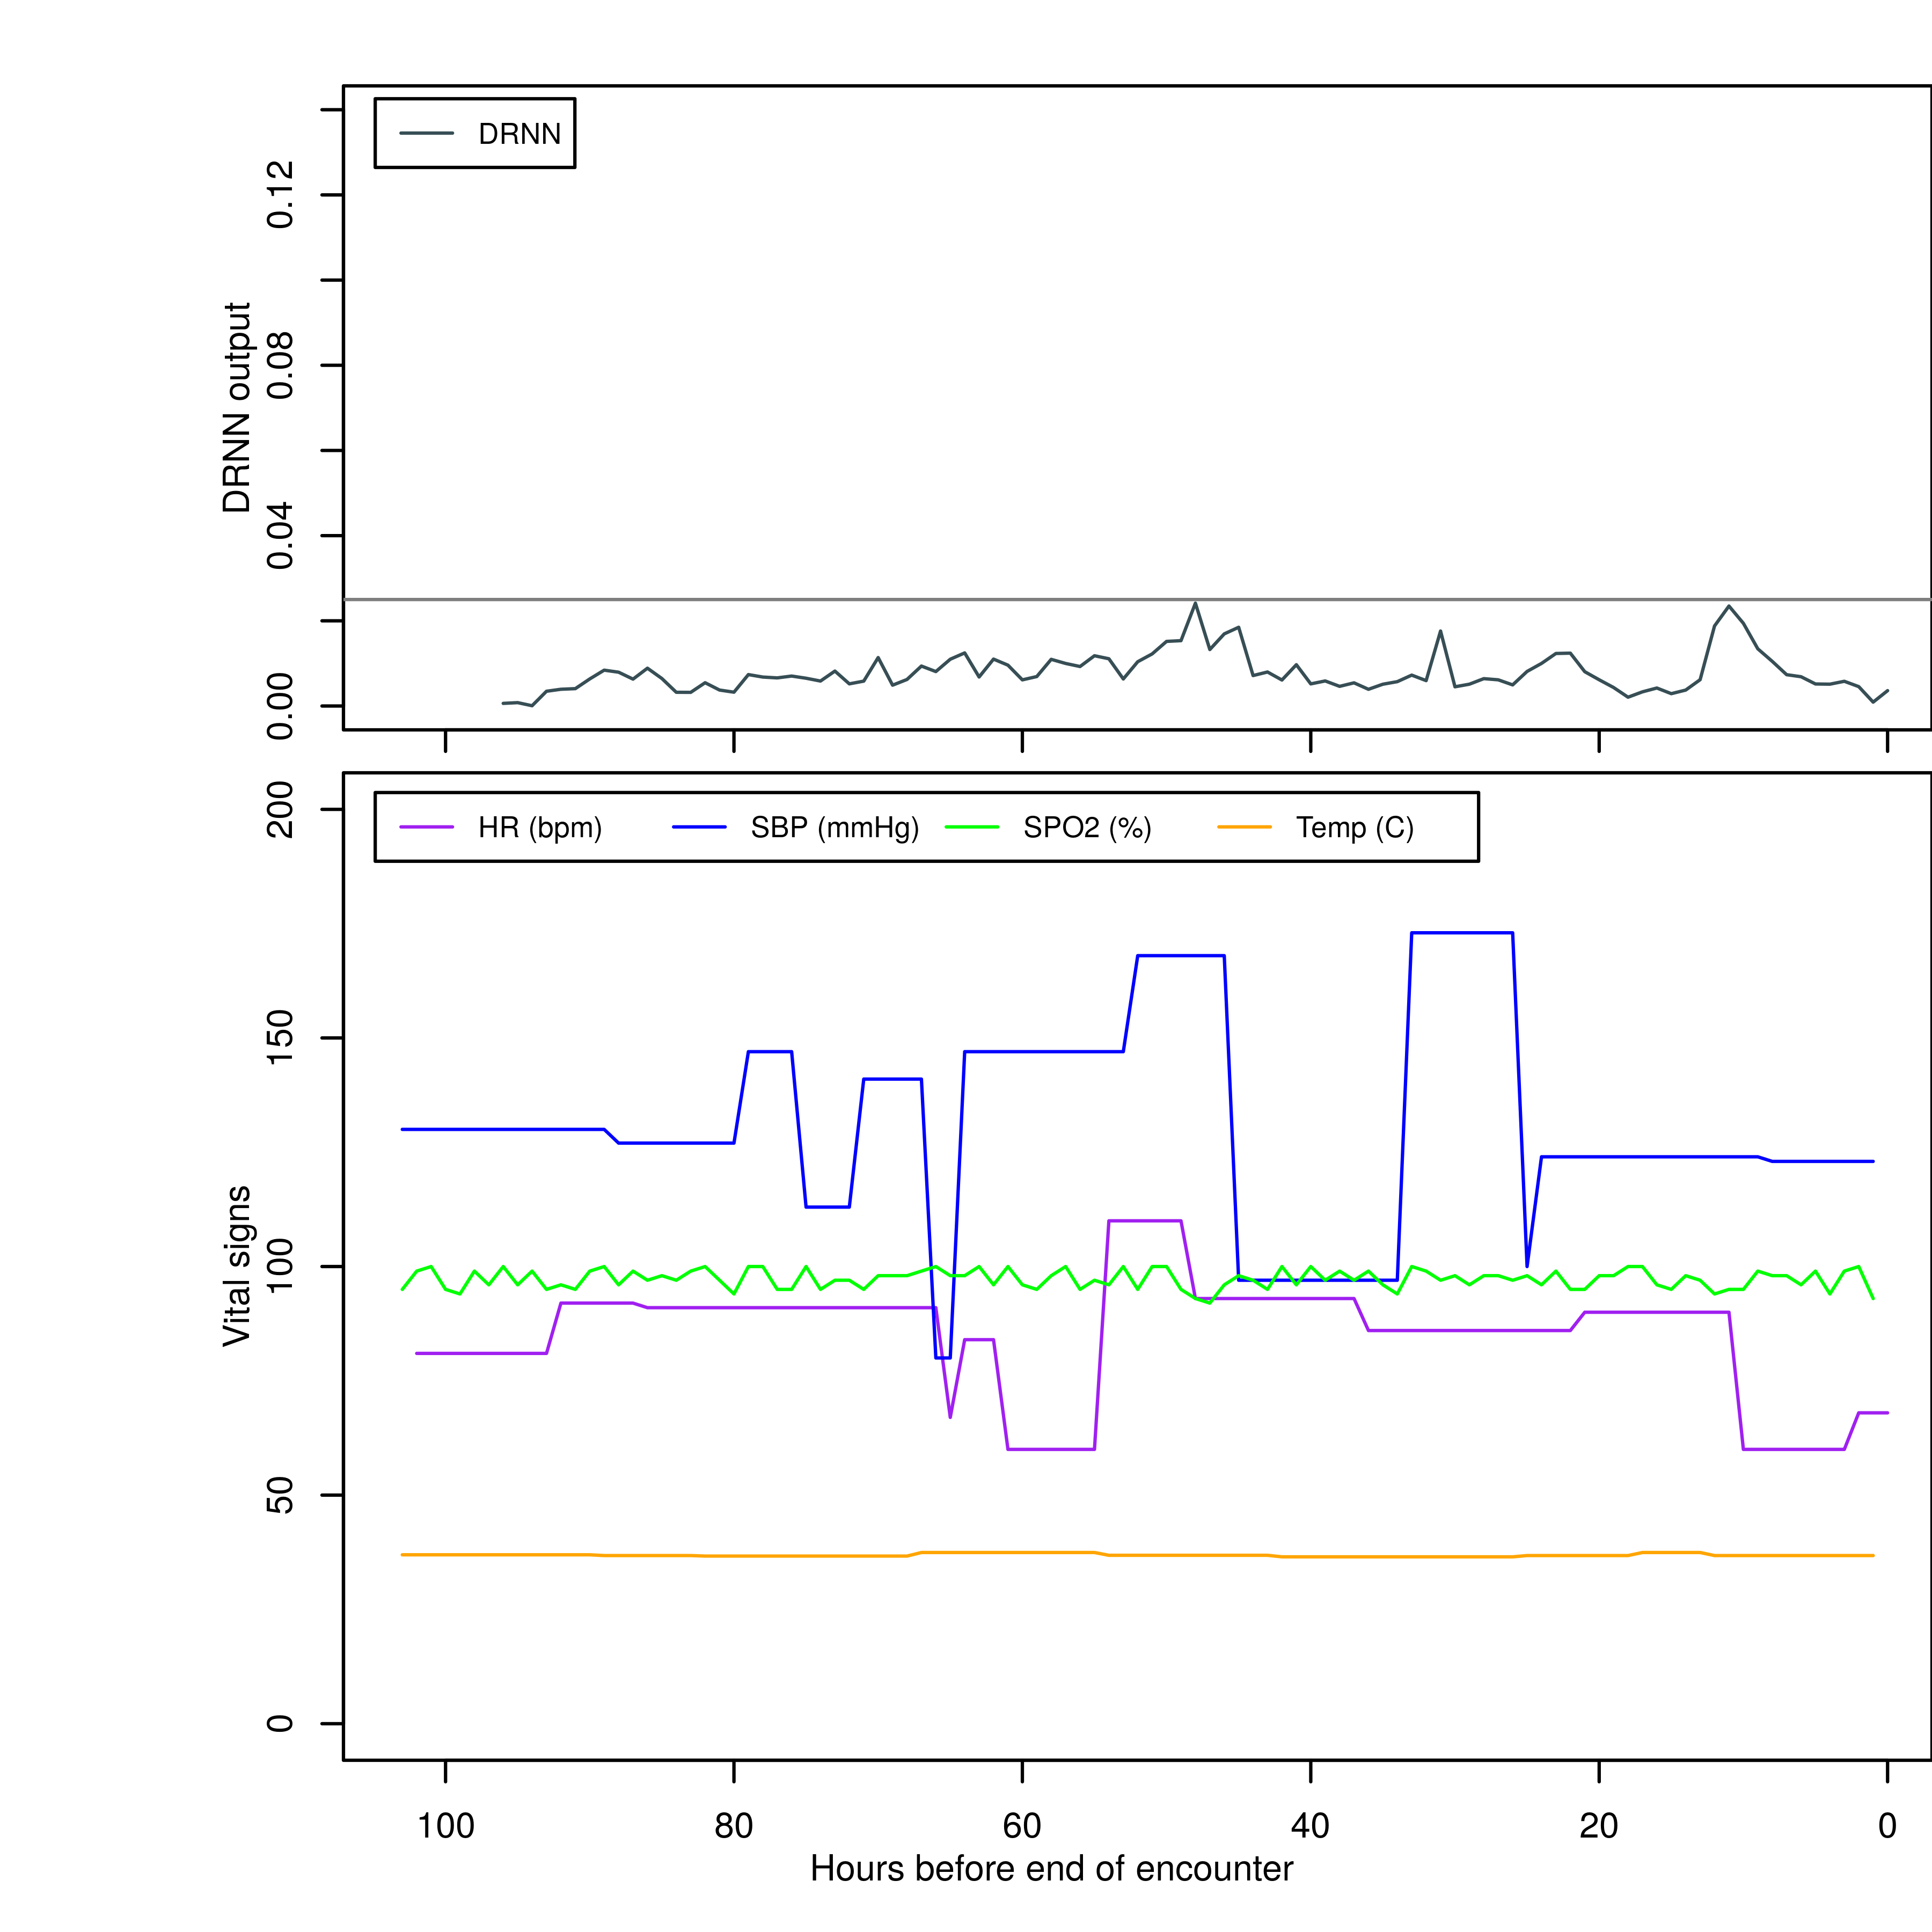 DRNN
DRNN output
0.12
0.08
0.04
0.00
HR (bpm) SBP (mmHg) SPO2 (%) Temp (C)
Vital signs
200
150
100
50
0
100 80 60 40 20 0
Hours before end of encounter